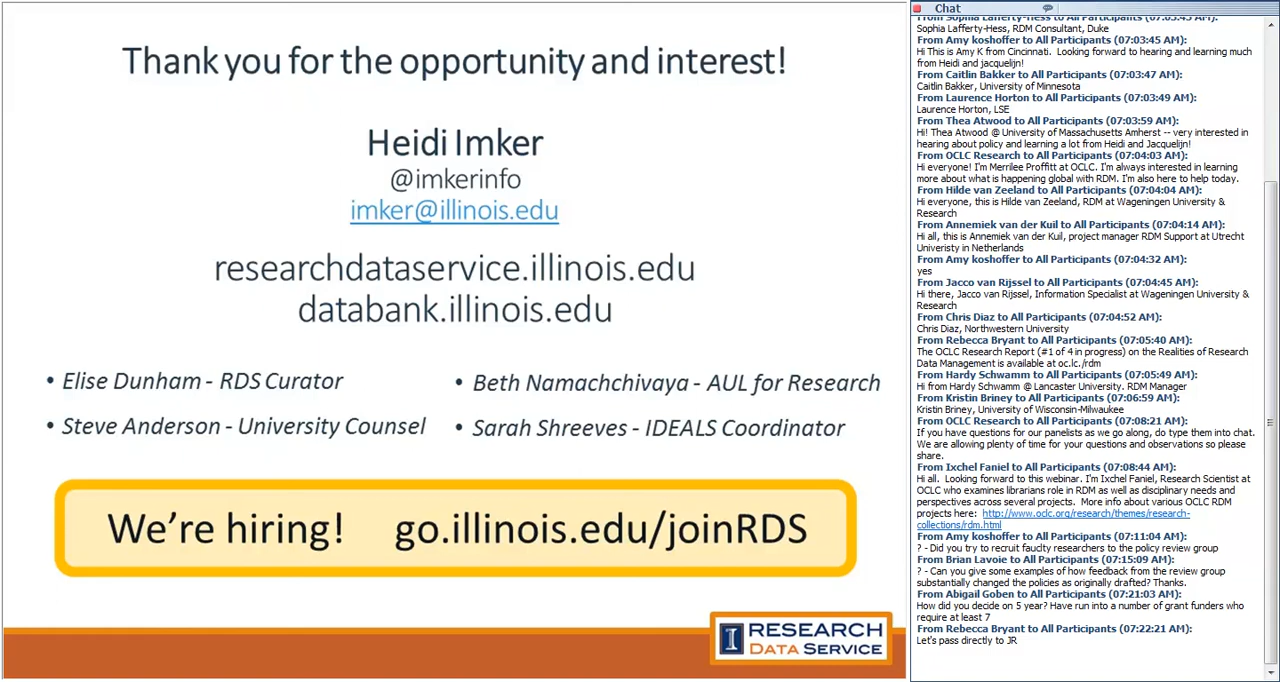 Thank you for the opportunity and interest!
Heidi Imker
@imkerinfo
imker@illinois.edu
researchdataservice.illinois.edu
databank.illinois.edu
• Elise Dunham - RDS Curator
• Steve Anderson - University Counsel
• Beth Namachchivaya - AUL for Research
• Sarah Shreeves - IDEALS Coordinator
We're hiring! go.illinois.edu/joinRDS
RESEARCH
DATA SERVICE
Chat
From Sophia Lafferty-Hess to All Participants (07:03:43 AM):
Sophia Lafferty-Hess, RDM Consultant, Duke
From Amy koshoffer to All Participants (07:03:45 AM):
Hi This is Amy K from Cincinnati. Looking forward to hearing and learning much
from Heidi and jacquelijn!
From Caitlin Bakker to All Participants (07:03:47 AM):
Caitlin Bakker, University of Minnesota
From Laurence Horton to All Participants (07:03:49 AM):
Laurence Horton, LSE
From Thea Atwood to All Participants (07:03:59 AM):
Hi! Thea Atwood @ University of Massachusetts Amherst -- very interested in
hearing about policy and learning a lot from Heidi and Jacquelijn!
From OCLC Research to All Participants (07:04:03 AM):
Hi everyone! I'm Merrilee Proffitt at OCLC. I'm always interested in learning
more about what is happening global with RDM. I'm also here to help today.
From Hilde van Zeeland to All Participants (07:04:04 AM):
Hi everyone, this is Hilde van Zeeland, RDM at Wageningen University &
Research
From Annemiek van der Kuil to All Participants (07:04:14 AM):
Hi all, this is Annemiek van der Kuil, project manager RDM Support at Utrecht
Univeristy in Netherlands
From Amy koshoffer to All Participants (07:04:32 AM):
yes
From Jacco van Rijssel to All Participants (07:04:45 AM):
Hi there, Jacco van Rijssel, Information Specialist at Wageningen University &
Research
From Chris Diaz to All Participants (07:04:52 AM):
Chris Diaz, Northwestern University
From Rebecca Bryant to All Participants (07:05:40 AM):
The OCLC Research Report (#1 of 4 in progress) on the Realities of Research
Data Management is available at oc.lc./rdm
From Hardy Schwamm to All Participants (07:05:49 AM):
Hi from Hardy Schwamm @ Lancaster University. RDM Manager
From Kristin Briney to All Participants (07:06:59 AM):
Kristin Briney, University of Wisconsin-Milwaukee
From OCLC Research to All Participants (07:08:21 AM):
If you have questions for our panelists as we go along, do type them into chat.
We are allowing plenty of time for your questions and observations so please
share.
From Ixchel Faniel to All Participants (07:08:44 AM):
Hi all. Looking forward to this webinar. I'm Ixchel Faniel, Research Scientist at
OCLC who examines librarians role in RDM as well as disciplinary needs and
perspectives across several projects. More info about various OCLC RDM
projects here: http://www.oclc.org/research/themes/research-
collections/rdm.html
From Amy koshoffer to All Participants (07:11:04 AM):
? - Did you try to recruit fauclty researchers to the policy review group
From Brian Lavoie to All Participants (07:15:09 AM):
? - Can you give some examples of how feedback from the review group
substantially changed the policies as originally drafted? Thanks.
From Abigail Goben to All Participants (07:21:03 AM):
How did you decide on 5 year? Have run into a number of grant funders who
require at least 7
From Rebecca Bryant to All Participants (07:22:21 AM):
Let's pass directly to JR